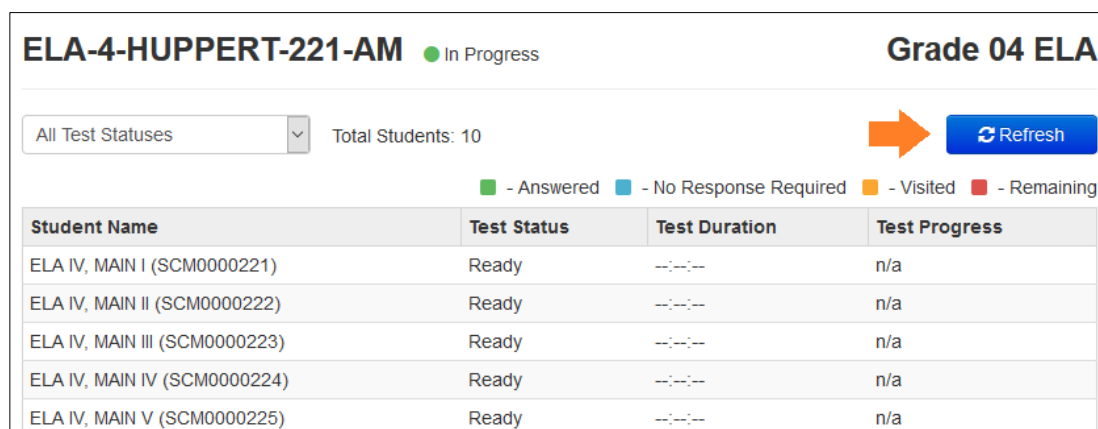 ELA-4-HUPPERT-221-AM In Progress Grade 04 ELA
All Test Statuses Total Students: 10 Refresh
- Answered - No Response Required - Visited - Remaining
Student Name Test Status Test Duration Test Progress
ELA IV, MAIN I (SCM0000221) Ready --:--:-- n/a
ELA IV, MAIN II (SCM0000222) Ready --:--:-- n/a
ELA IV, MAIN III (SCM0000223) Ready --:--:-- n/a
ELA IV, MAIN IV (SCM0000224) Ready --:--:-- n/a
ELA IV, MAIN V (SCM0000225) Ready --:--:-- n/a